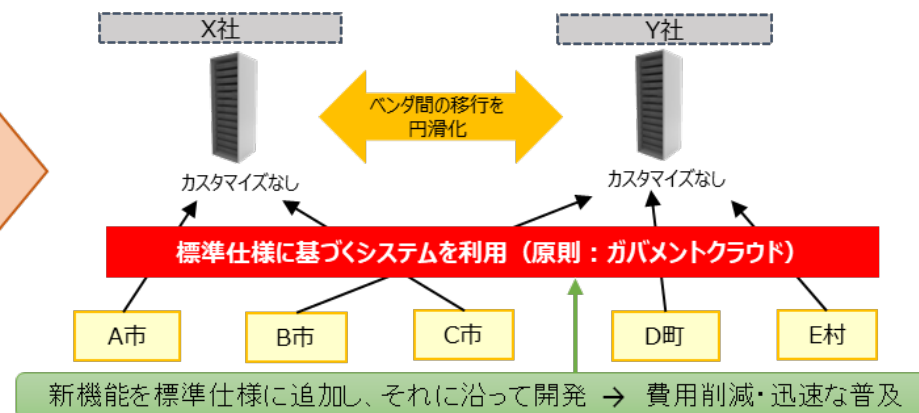 X社
Y社
ベンダ間の移行を
円滑化
カスタマイズなし
カスタマイズなし
標準仕様に基づくシステムを利用（原則：ガバメントクラウド）
A市
B市
C市
D町
E村
新機能を標準仕様に追加し、それに沿って開発 → 費用削減・迅速な普及